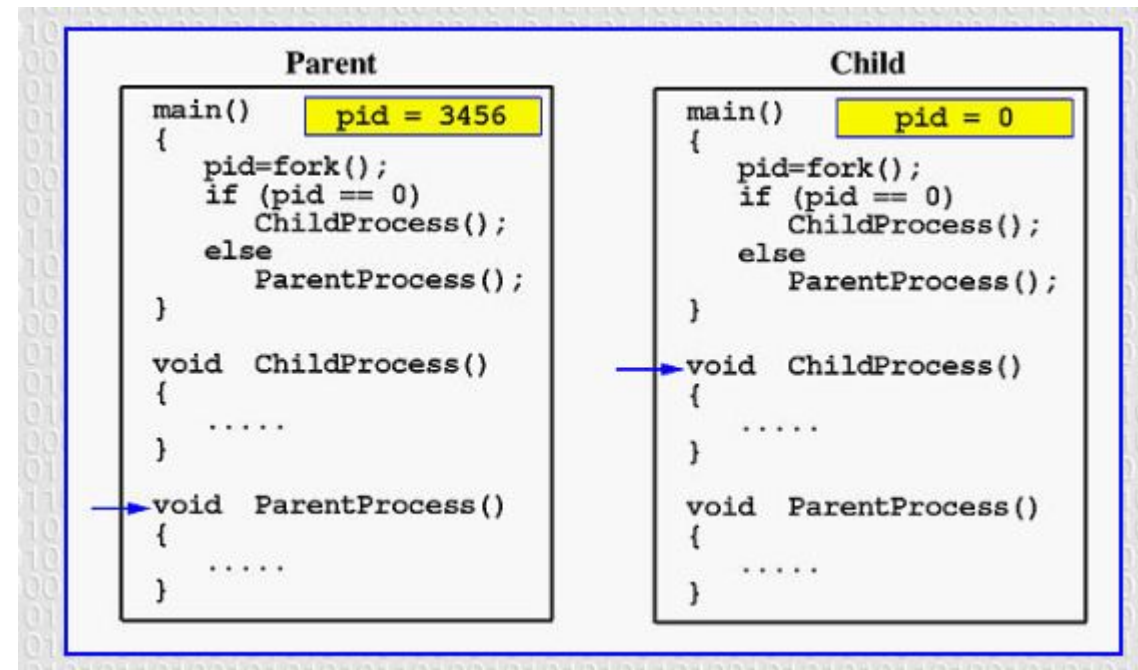 Parent
main()
pid = 3456
{
pid=fork();
if (pid == 0)
ChildProcess();
else
ParentProcess();
}
void ChildProcess()
{
.....
}
void ParentProcess()
{
.....
}
Child
main()
pid = 0
{
pid=fork();
if (pid == 0)
ChildProcess();
else
ParentProcess();
}
void ChildProcess()
{
.....
}
void ParentProcess()
{
.....
}